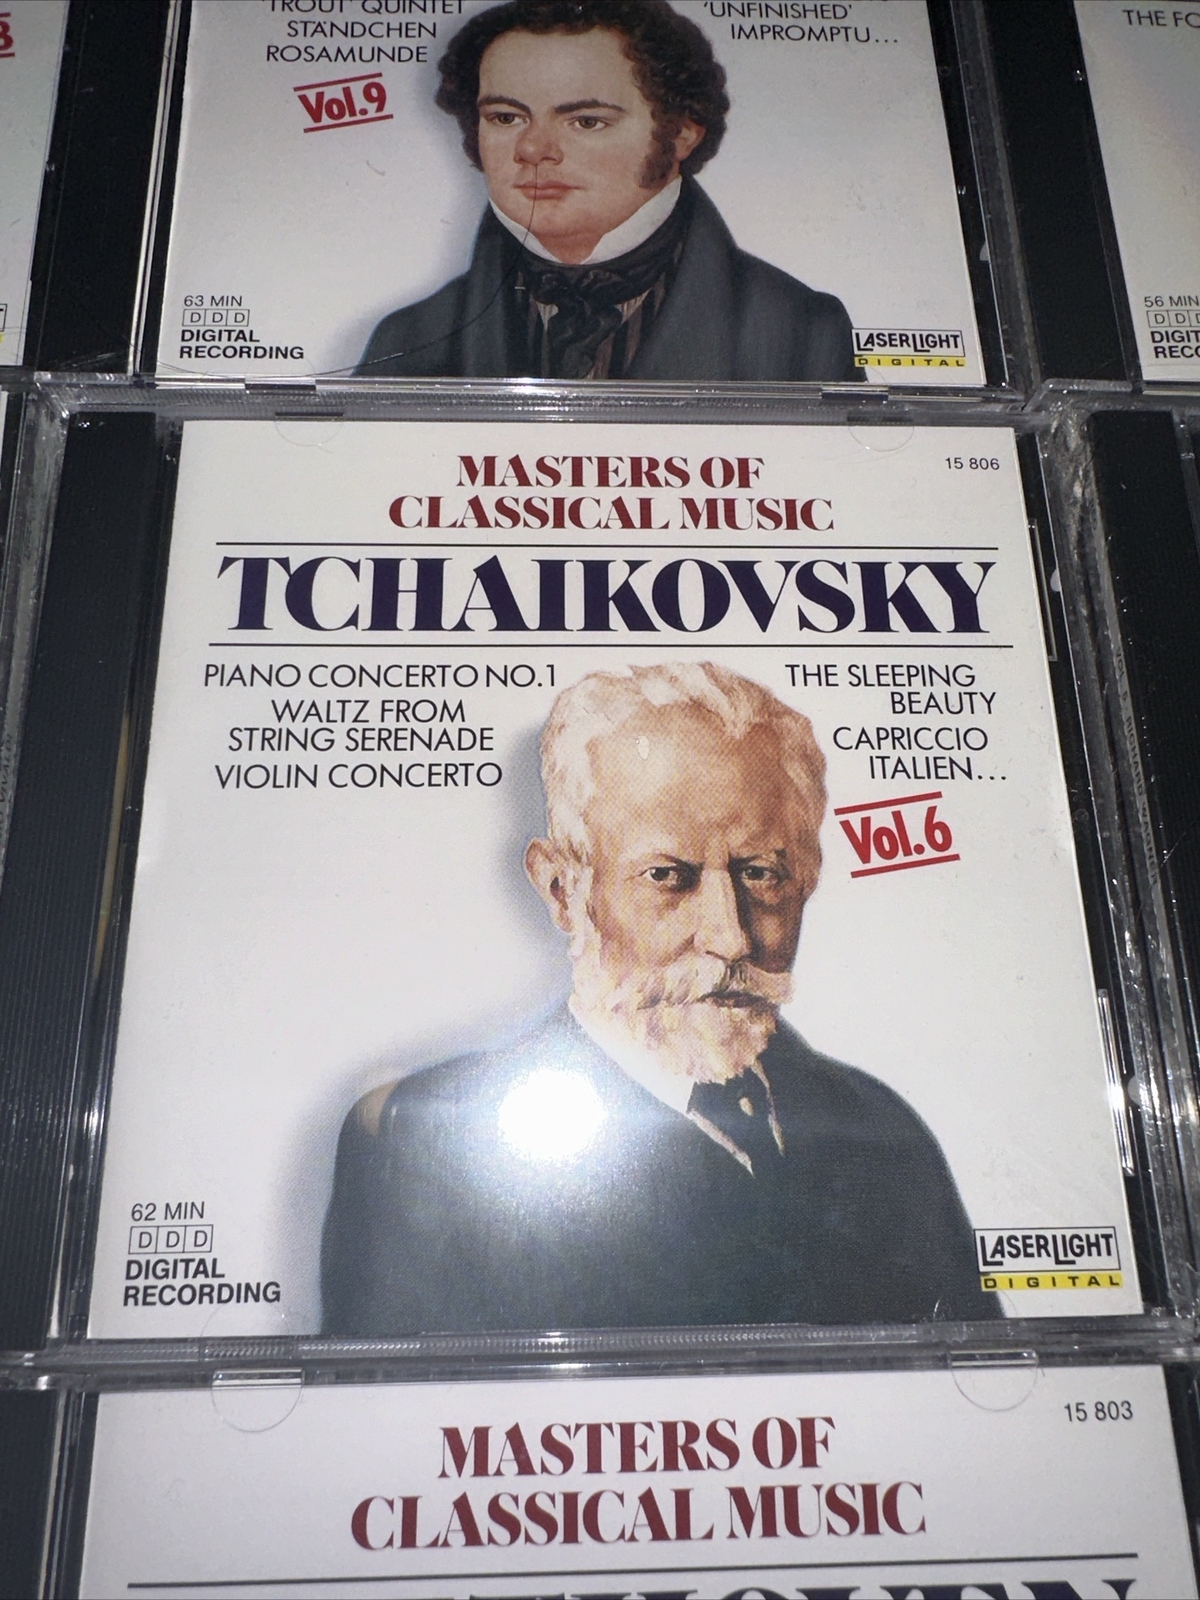 'TROUT' QUINTET
STÄNDCHEN
ROSAMUNDE
Vol.9
'UNFINISHED'
IMPROMPTU...
63 MIN
D D D
DIGITAL
RECORDING
LASERLIGHT
DIGITAL
THE FO
56 MIN
MASTERS OF
CLASSICAL MUSIC
15 806
TCHAIKOVSKY
PIANO CONCERTO NO.1
WALTZ FROM
STRING SERENADE
VIOLIN CONCERTO
THE SLEEPING
BEAUTY
CAPRICCIO
ITALIEN...
Vol.6
62 MIN
D D D
DIGITAL
RECORDING
LASERLIGHT
DIGITAL
MASTERS OF
CLASSICAL MUSIC
15 803